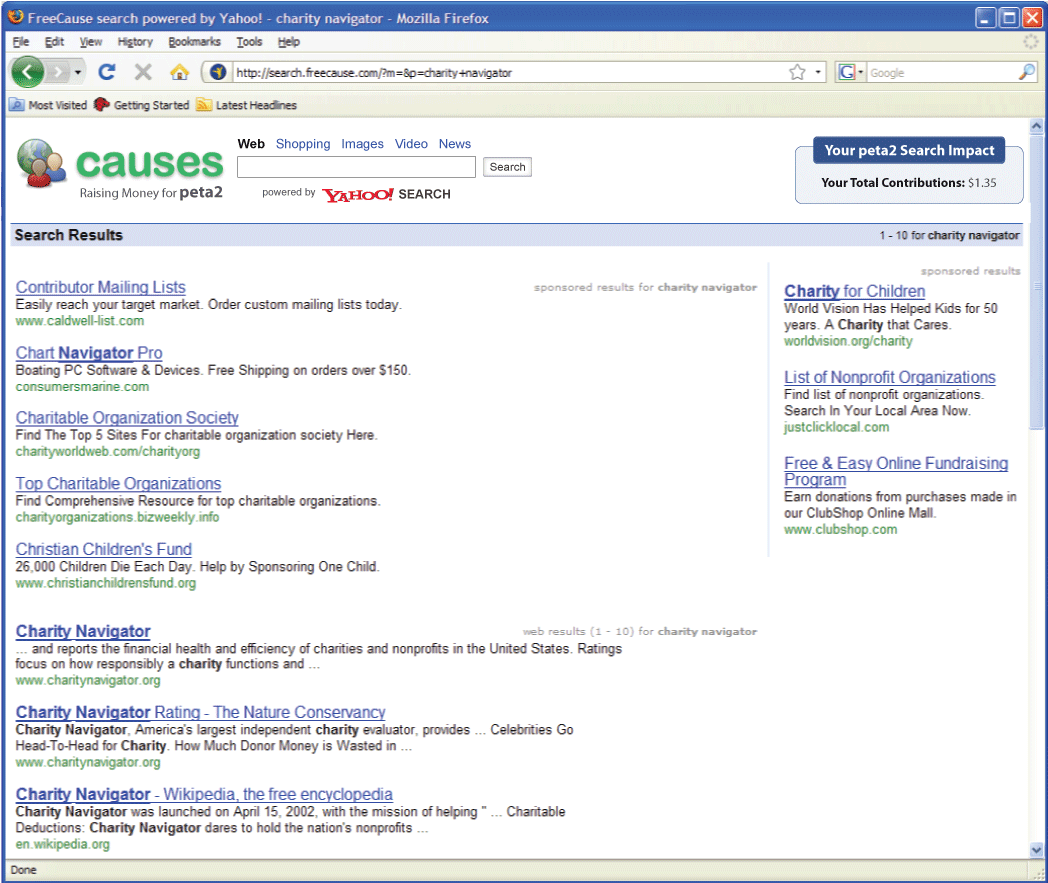 FreeCause search powered by Yahoo! - charity navigator - Mozilla Firefox
File Edit View History Bookmarks Tools Help
http://search.freecause.com/?m=&p=charity+navigator
G Google
Most Visited Getting Started Latest Headlines
causes
Raising Money for peta2
Web Shopping Images Video News
Search
powered by YAHOO! SEARCH
Your peta2 Search Impact
Your Total Contributions: $1.35
Search Results
1 - 10 for charity navigator
sponsored results for charity navigator
Contributor Mailing Lists
Easily reach your target market. Order custom mailing lists today.
www.caldwell-list.com
Chart Navigator Pro
Boating PC Software & Devices. Free Shipping on orders over $150.
consumersmarine.com
Charitable Organization Society
Find The Top 5 Sites For charitable organization society Here.
charityworldweb.com/charityorg
Top Charitable Organizations
Find Comprehensive Resource for top charitable organizations.
charityorganizations.bizweekly.info
Christian Children's Fund
26,000 Children Die Each Day. Help by Sponsoring One Child.
www.christianchildrensfund.org
sponsored results
Charity for Children
World Vision Has Helped Kids for 50
years. A Charity that Cares.
worldvision.org/charity
List of Nonprofit Organizations
Find list of nonprofit organizations.
Search In Your Local Area Now.
justclicklocal.com
Free & Easy Online Fundraising
Program
Earn donations from purchases made in
our ClubShop Online Mall.
www.clubshop.com
web results (1 - 10) for charity navigator
Charity Navigator
... and reports the financial health and efficiency of charities and nonprofits in the United States. Ratings
focus on how responsibly a charity functions and ...
www.charitynavigator.org
Charity Navigator Rating - The Nature Conservancy
Charity Navigator, America's largest independent charity evaluator, provides ... Celebrities Go
Head-To-Head for Charity. How Much Donor Money is Wasted in ...
www.charitynavigator.org
Charity Navigator - Wikipedia, the free encyclopedia
Charity Navigator was launched on April 15, 2002, with the mission of helping " ... Charitable
Deductions: Charity Navigator dares to hold the nation's nonprofits ...
en.wikipedia.org
Done